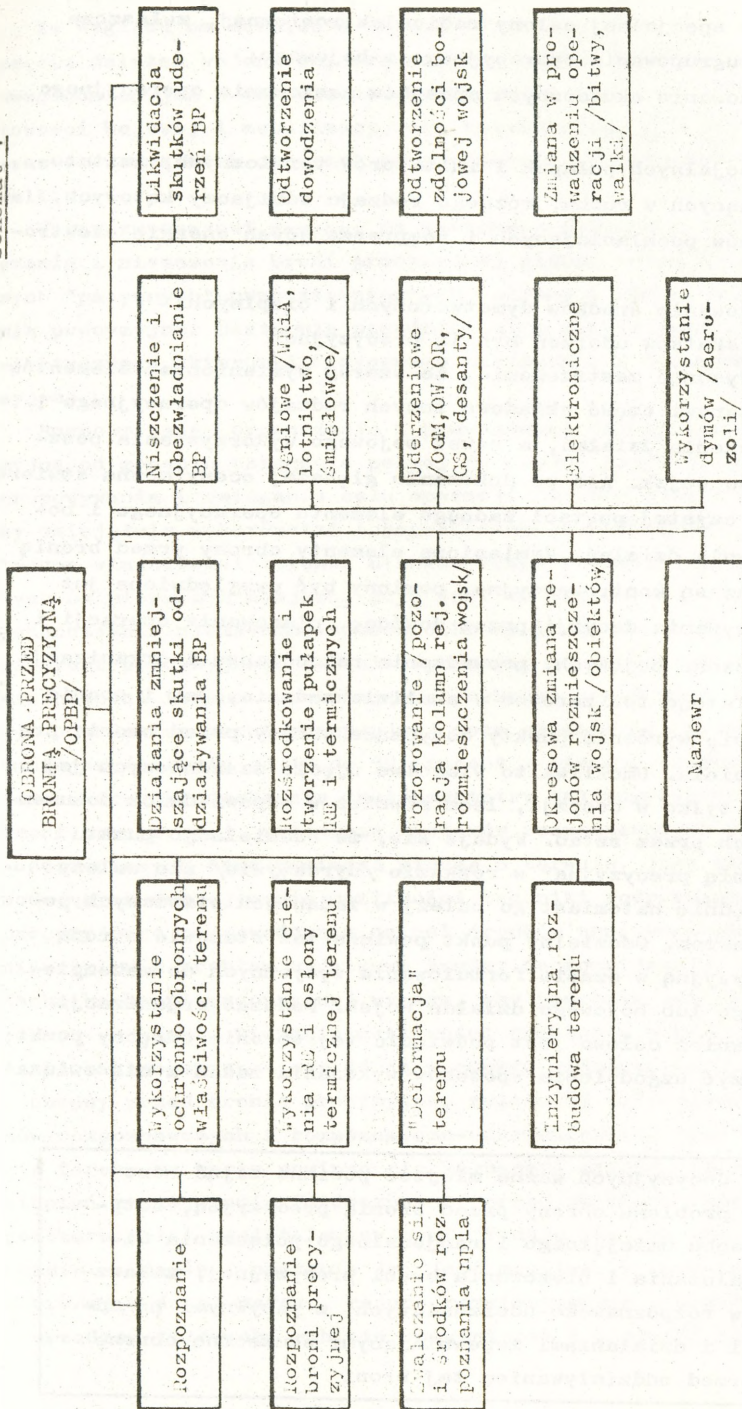 Schemat 1
OBRONA PRZED
BRONIĄ PRECYZYJNĄ
/OPBP/
Rozpoznanie
Rozpoznanie
broni precy-
zyjnej
Zwalczanie sił
i środków roz-
poznania npla
Wykorzystanie
ochronno-obronnych
właściwości terenu
Wykorzystanie cie-
nia RE i osłony
termicznej terenu
"Deformacja"
terenu
Inżynieryjna roz-
budowa terenu
Działania zmniej-
szające skutki od-
działywania BP
Rozśrodkowanie i
tworzenie pułapek
RE i termicznych
Pozorowanie /pozo-
racja kolumn rej.
rozmieszczenia wojsk/
Okresowa zmiana re-
jonów rozmieszcze-
nia wojsk /obiektów/
Manewr
Niszczenie i
obezwładnianie
BP
Ogniowe /WRiA,
lotnictwo,
śmigłowce/
Uderzeniowe
/OGM, OW, OR,
GS, desanty/
Elektroniczne
Wykorzystanie
dymów /aero-
zoli/
Likwidacja
skutków ude-
rzeń BP
Odtworzenie
dowodzenia
Odtworzenie
zdolności bo-
jowej wojsk
Zmiana w pro-
wadzeniu ope-
racji /bitwy,
walki/